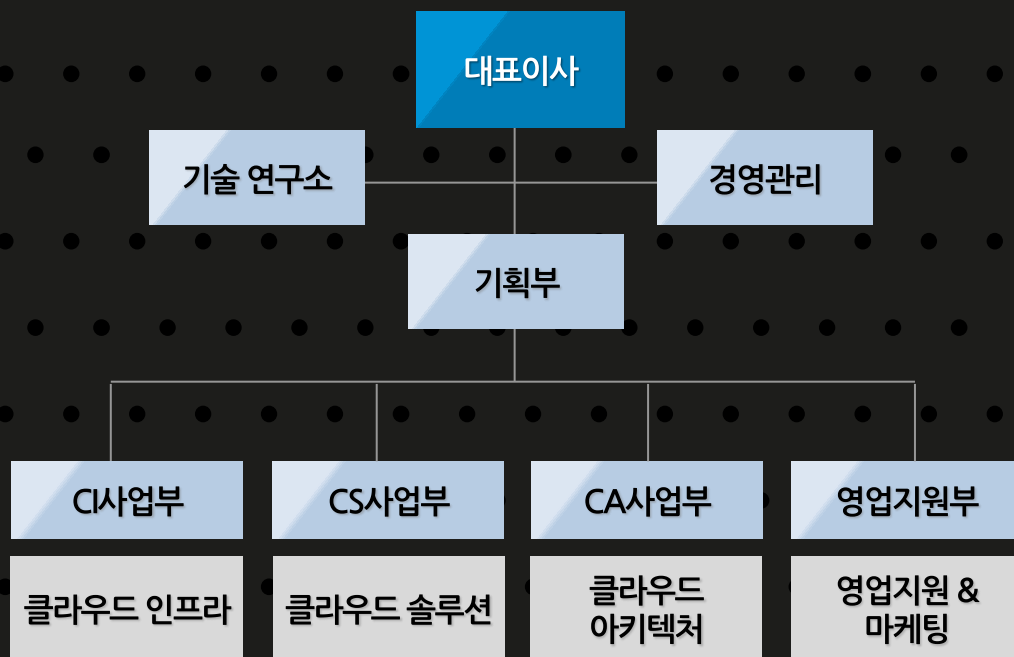 대표이사
기술 연구소
경영관리
기획부
CI사업부
CS사업부
CA사업부
영업지원부
클라우드 인프라
클라우드 솔루션
클라우드
아키텍처
영업지원 &
마케팅